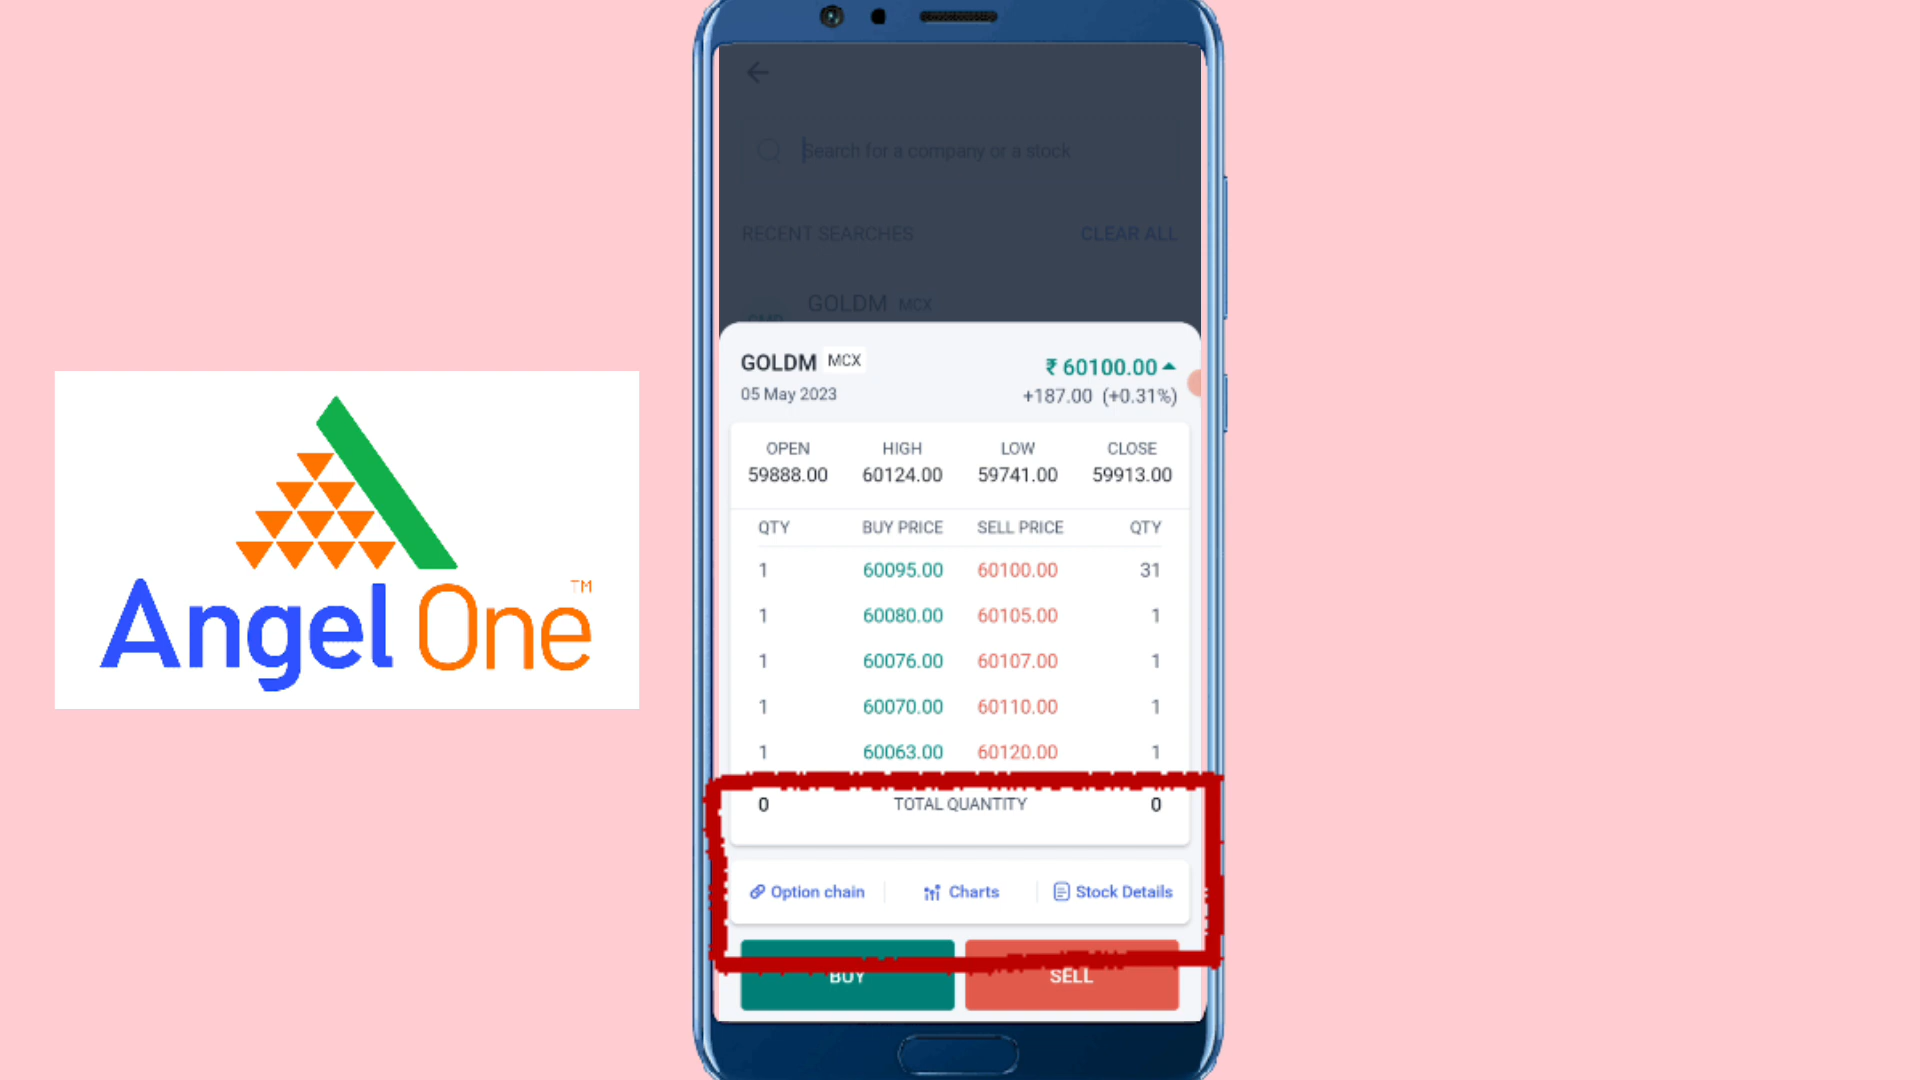 Angel One™
Search for a company or a stock
RECENT SEARCHES CLEAR ALL
GOLDM MCX
GOLDM MCX ₹ 60100.00
05 May 2023 +187.00 (+0.31%)
OPEN HIGH LOW CLOSE
59888.00 60124.00 59741.00 59913.00
QTY BUY PRICE SELL PRICE QTY
1 60095.00 60100.00 31
1 60080.00 60105.00 1
1 60076.00 60107.00 1
1 60070.00 60110.00 1
1 60063.00 60120.00 1
0 TOTAL QUANTITY 0
Option chain Charts Stock Details
BUY SELL